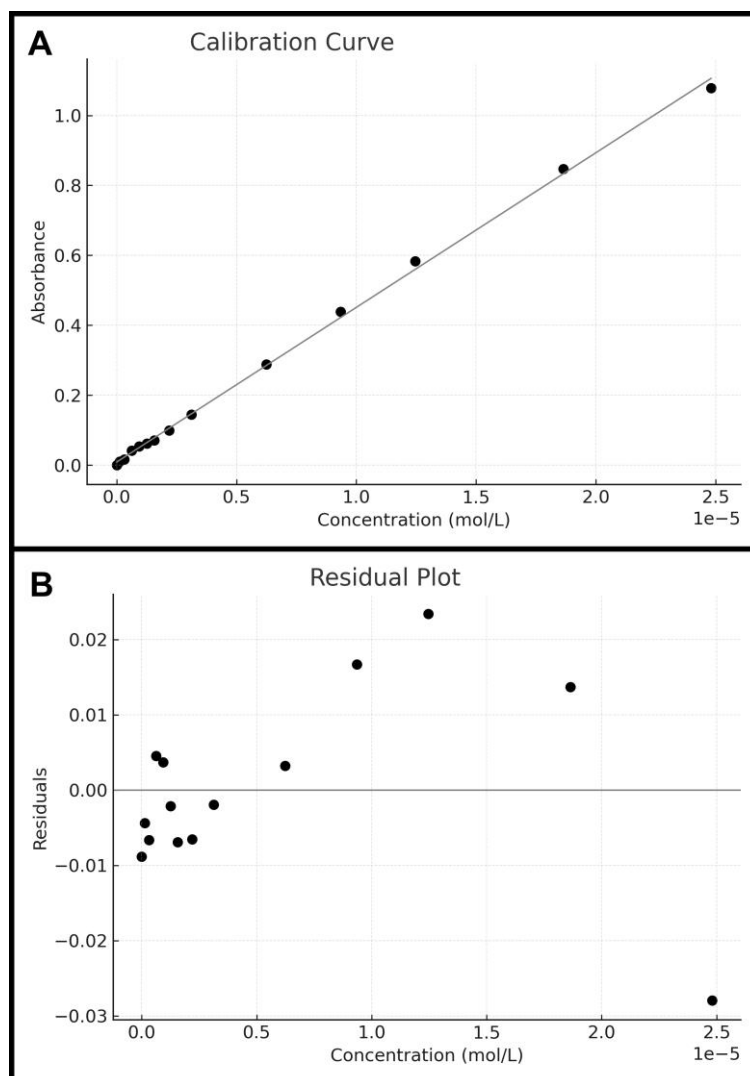 A
Calibration Curve
Absorbance
1.0
0.8
0.6
0.4
0.2
0.0
0.0 0.5 1.0 1.5 2.0 2.5
1e−5
Concentration (mol/L)
B
Residual Plot
Residuals
0.02
0.01
0.00
−0.01
−0.02
−0.03
0.0 0.5 1.0 1.5 2.0 2.5
1e−5
Concentration (mol/L)